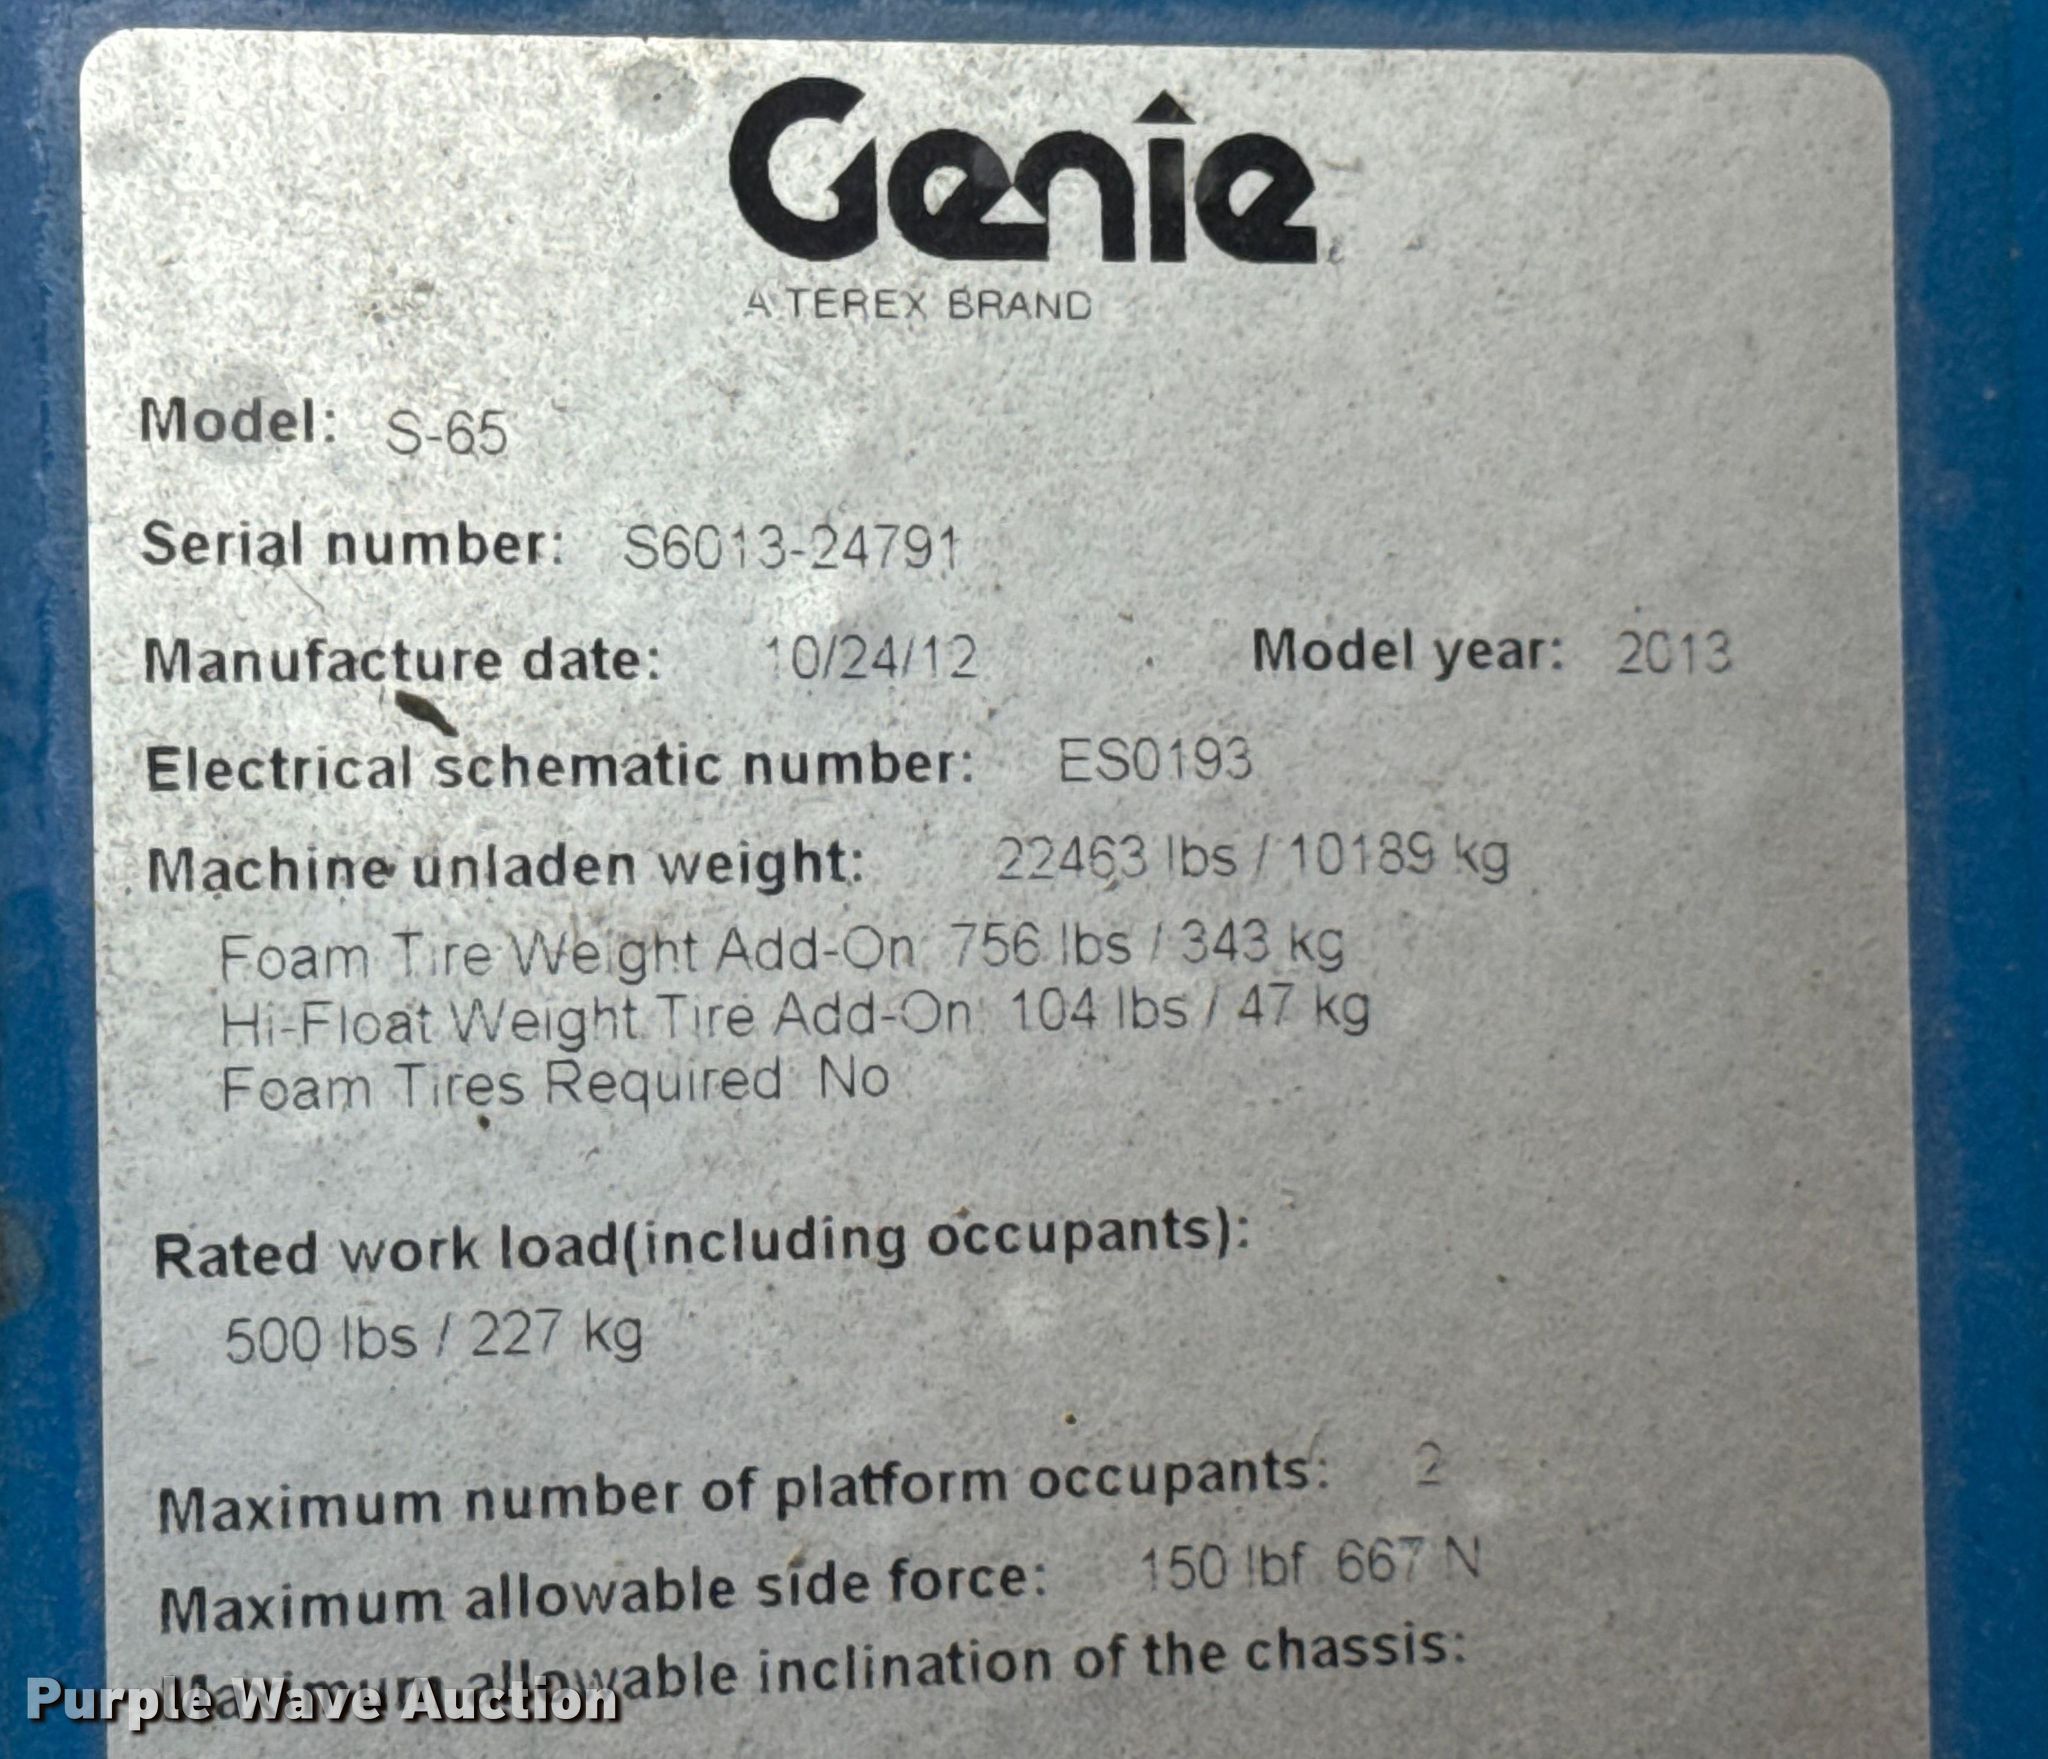 Genie
A TEREX BRAND
Model: S-65
Serial number: S6013-24791
Manufacture date: 10/24/12 Model year: 2013
Electrical schematic number: ES0193
Machine unladen weight: 22463 lbs / 10189 kg
Foam Tire Weight Add-On: 756 lbs / 343 kg
Hi-Float Weight Tire Add-On: 104 lbs / 47 kg
Foam Tires Required No
Rated work load(including occupants):
500 lbs / 227 kg
Maximum number of platform occupants: 2
Maximum allowable side force: 150 lbf 667 N
Maximum allowable inclination of the chassis:
Purple Wave Auction